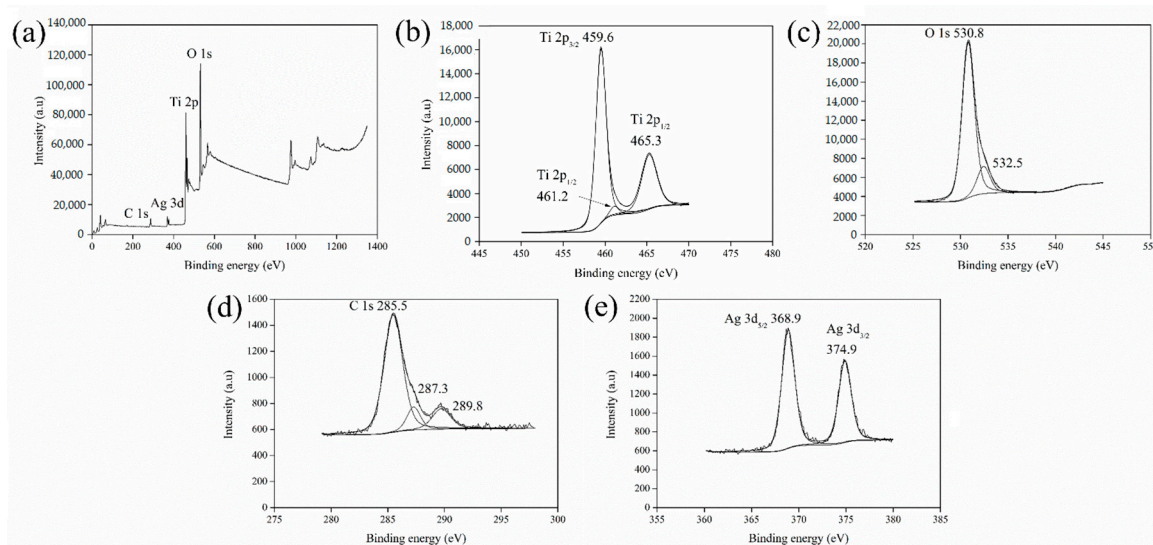 (a)
140,000
120,000
100,000
80,000
60,000
40,000
20,000
0
Intensity (a.u)
O 1s
Ti 2p
Ag 3d
C 1s
0 200 400 600 800 1000 1200 1400
Binding energy (eV)
(b)
18,000
16,000
14,000
12,000
10,000
8000
6000
4000
2000
0
Intensity (a.u)
Ti 2p3/2 459.6
Ti 2p1/2
465.3
Ti 2p1/2
461.2
445 450 455 460 465 470 475 480
Binding energy (eV)
(c)
22,000
20,000
18,000
16,000
14,000
12,000
10,000
8000
6000
4000
2000
0
Intensity (a.u)
O 1s 530.8
532.5
520 525 530 535 540 545 55
Binding energy (eV)
(d)
1600
1400
1200
1000
800
600
400
200
0
Intensity (a.u)
C 1s 285.5
287.3
289.8
275 280 285 290 295 300
Binding energy (eV)
(e)
2200
2000
1800
1600
1400
1200
1000
800
600
400
200
0
Intensity (a.u)
Ag 3d5/2 368.9
Ag 3d3/2
374.9
355 360 365 370 375 380 385
Binding energy (eV)